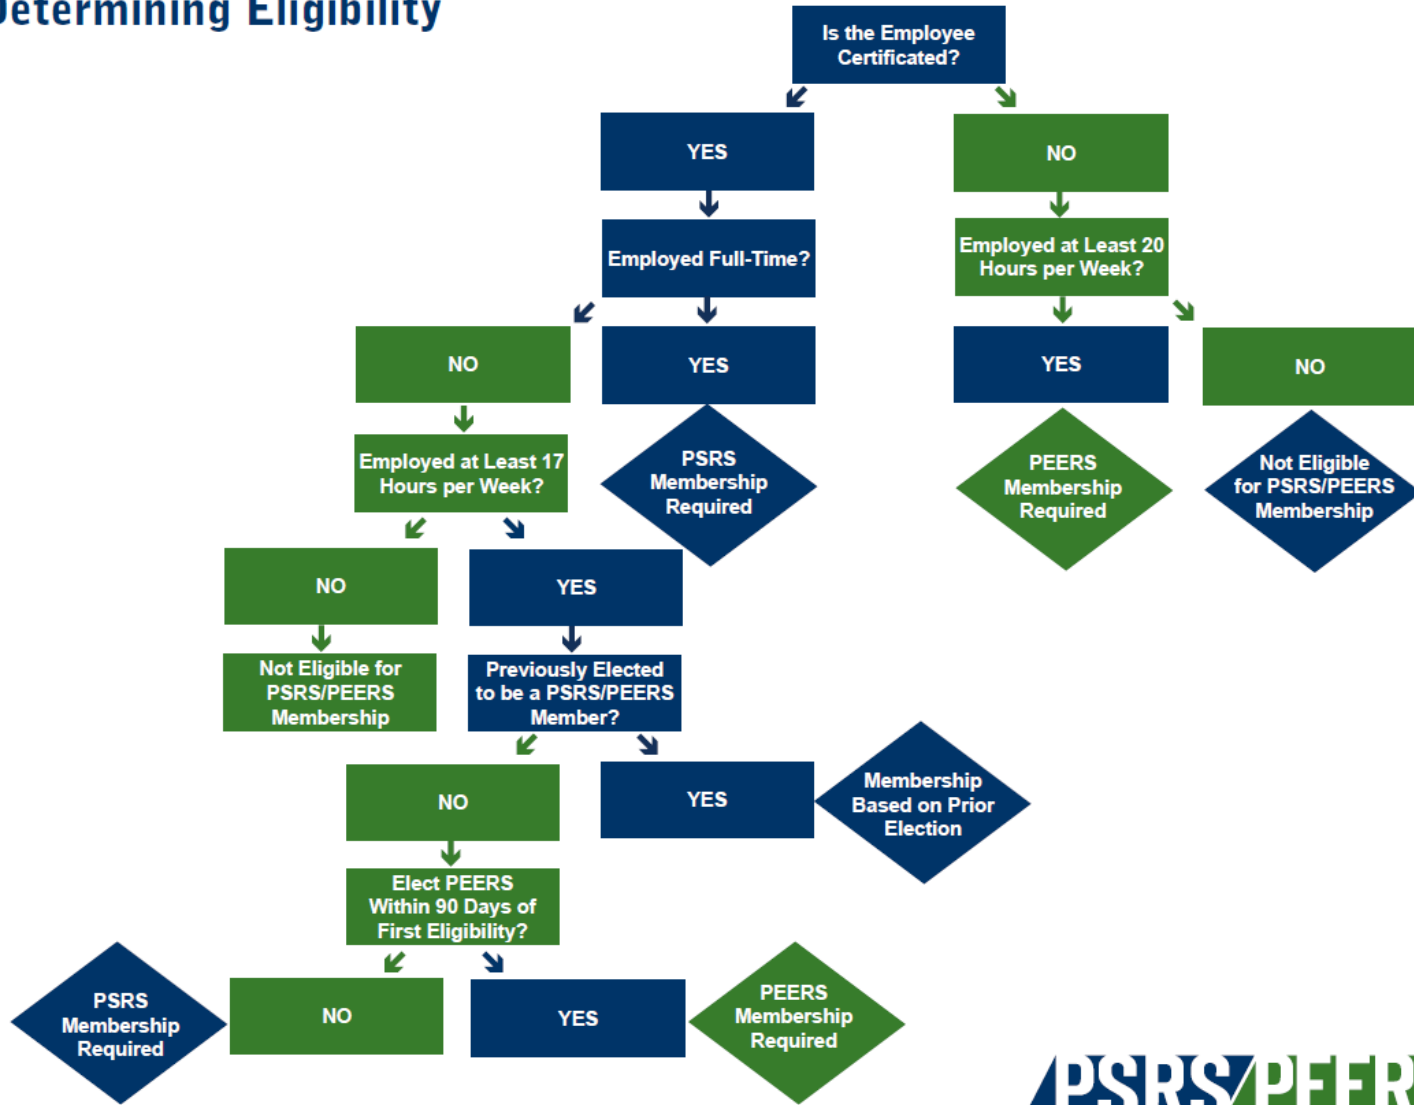 Determining Eligibility
Is the Employee
Certificated?
YES
NO
Employed Full-Time?
Employed at Least 20
Hours per Week?
NO
YES
YES
NO
Employed at Least 17
Hours per Week?
PSRS
Membership
Required
PEERS
Membership
Required
Not Eligible
for PSRS/PEERS
Membership
NO
YES
Not Eligible for
PSRS/PEERS
Membership
Previously Elected
to be a PSRS/PEERS
Member?
NO
YES
Membership
Based on Prior
Election
Elect PEERS
Within 90 Days of
First Eligibility?
PSRS
Membership
Required
NO
YES
PEERS
Membership
Required
PSRS/PEER